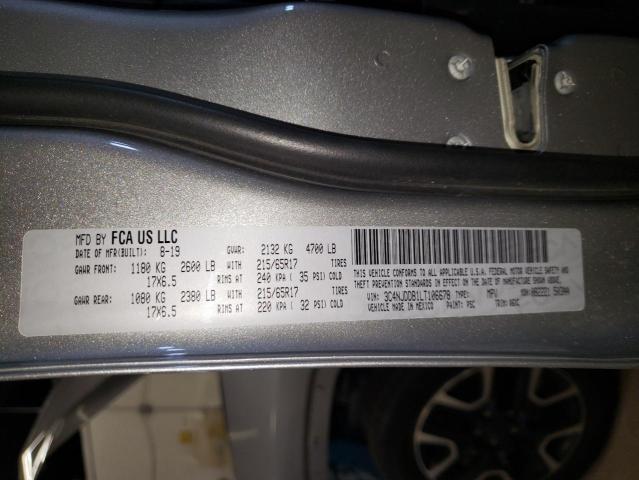 MFD BY FCA US LLC
DATE OF MFR(BUILT): 8-19 GVWR: 2132 KG 4700 LB
GAWR FRONT: 1180 KG 2600 LB WITH 215/65R17 TIRES
17X6.5 RIMS AT 240 KPA ( 35 PSI) COLD
GAWR REAR: 1080 KG 2380 LB WITH 215/65R17 TIRES
17X6.5 RIMS AT 220 KPA ( 32 PSI) COLD
THIS VEHICLE CONFORMS TO ALL APPLICABLE U.S.A. FEDERAL MOTOR VEHICLE SAFETY AND
THEFT PREVENTION STANDARDS IN EFFECT ON THE DATE OF MANUFACTURE SHOWN ABOVE.
VIN: 3C4NJDDB1LT106678 TYPE: MPV MDH:
VEHICLE MADE IN MEXICO PAINT: PSC TRIM: